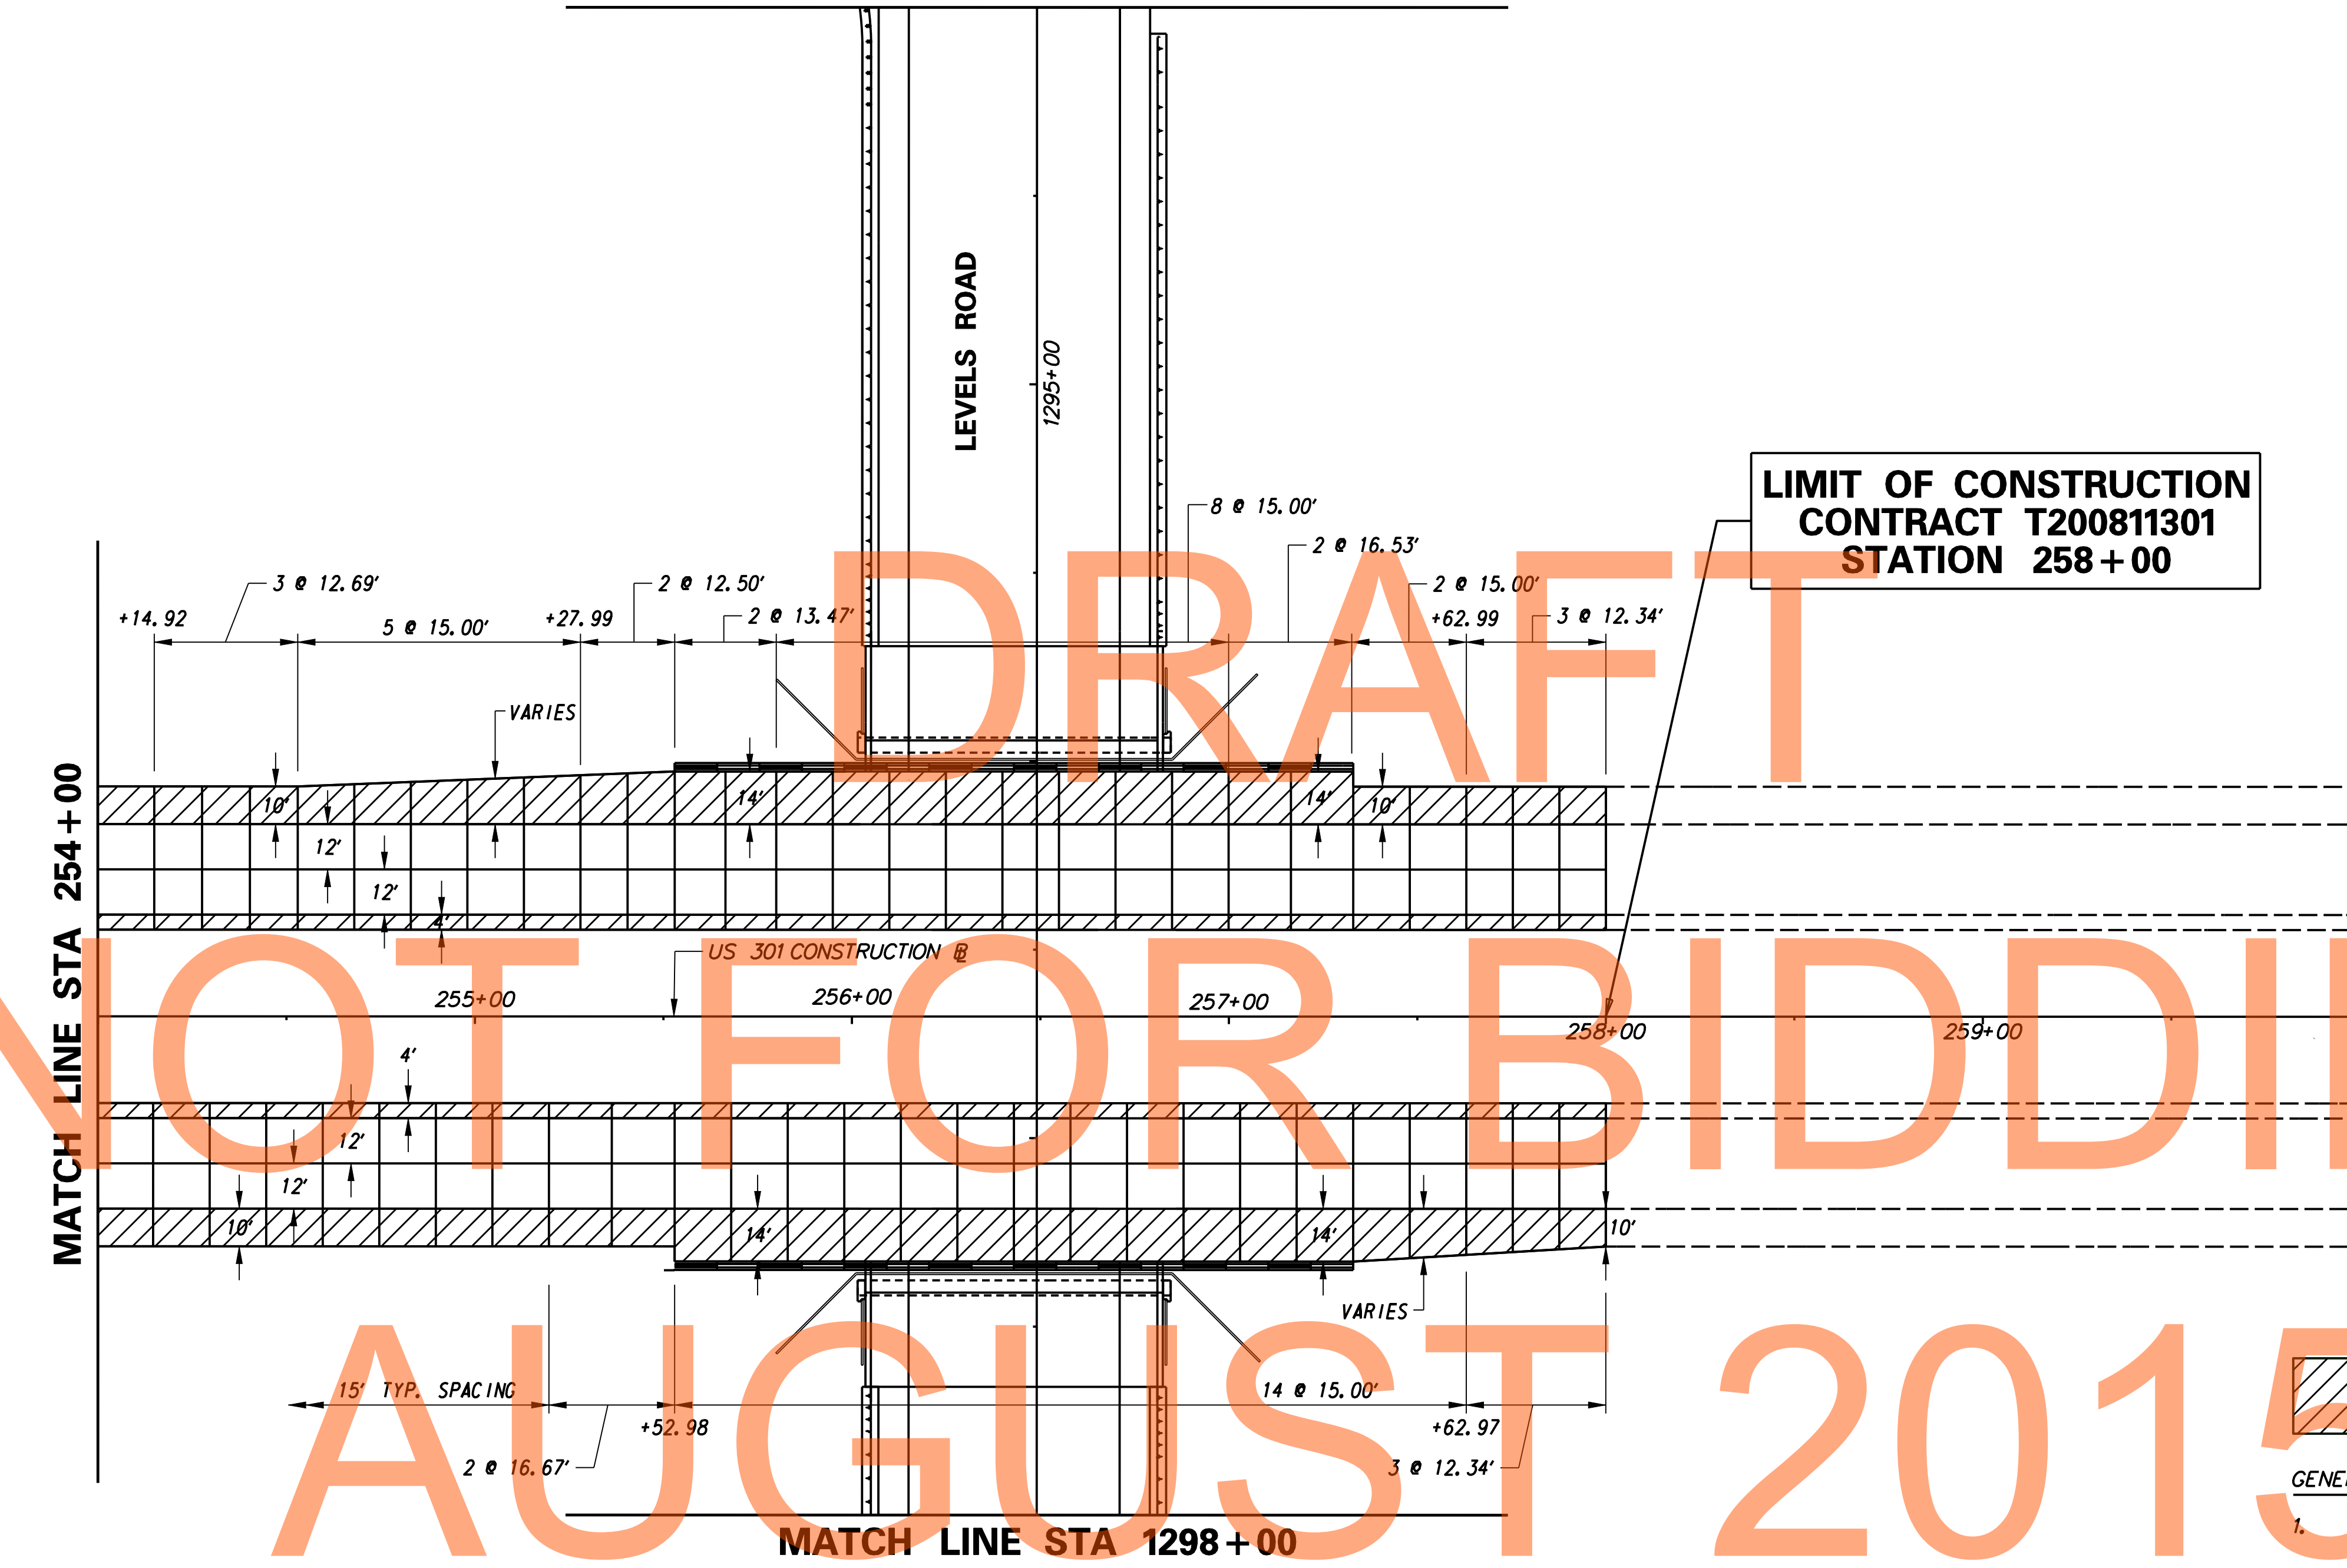 LEVELS ROAD
1295+00
LIMIT OF CONSTRUCTION
CONTRACT T200811301
STATION 258+00
8 @ 15.00'
2 @ 16.53'
3 @ 12.69'
2 @ 12.50'
2 @ 15.00'
+14.92
5 @ 15.00'
+27.99
2 @ 13.47'
+62.99
3 @ 12.34'
DRAFT
VARIES
10'
14'
14'
10'
12'
12'
4'
MATCH LINE STA 254+00
US 301 CONSTRUCTION BL
NOT FOR BIDDI
255+00
256+00
257+00
258+00
259+00
4'
12'
12'
10'
14'
14'
10'
VARIES
AUGUST 2015
15' TYP. SPACING
14 @ 15.00'
+52.98
+62.97
2 @ 16.67'
3 @ 12.34'
GENE
1.
MATCH LINE STA 1298+00